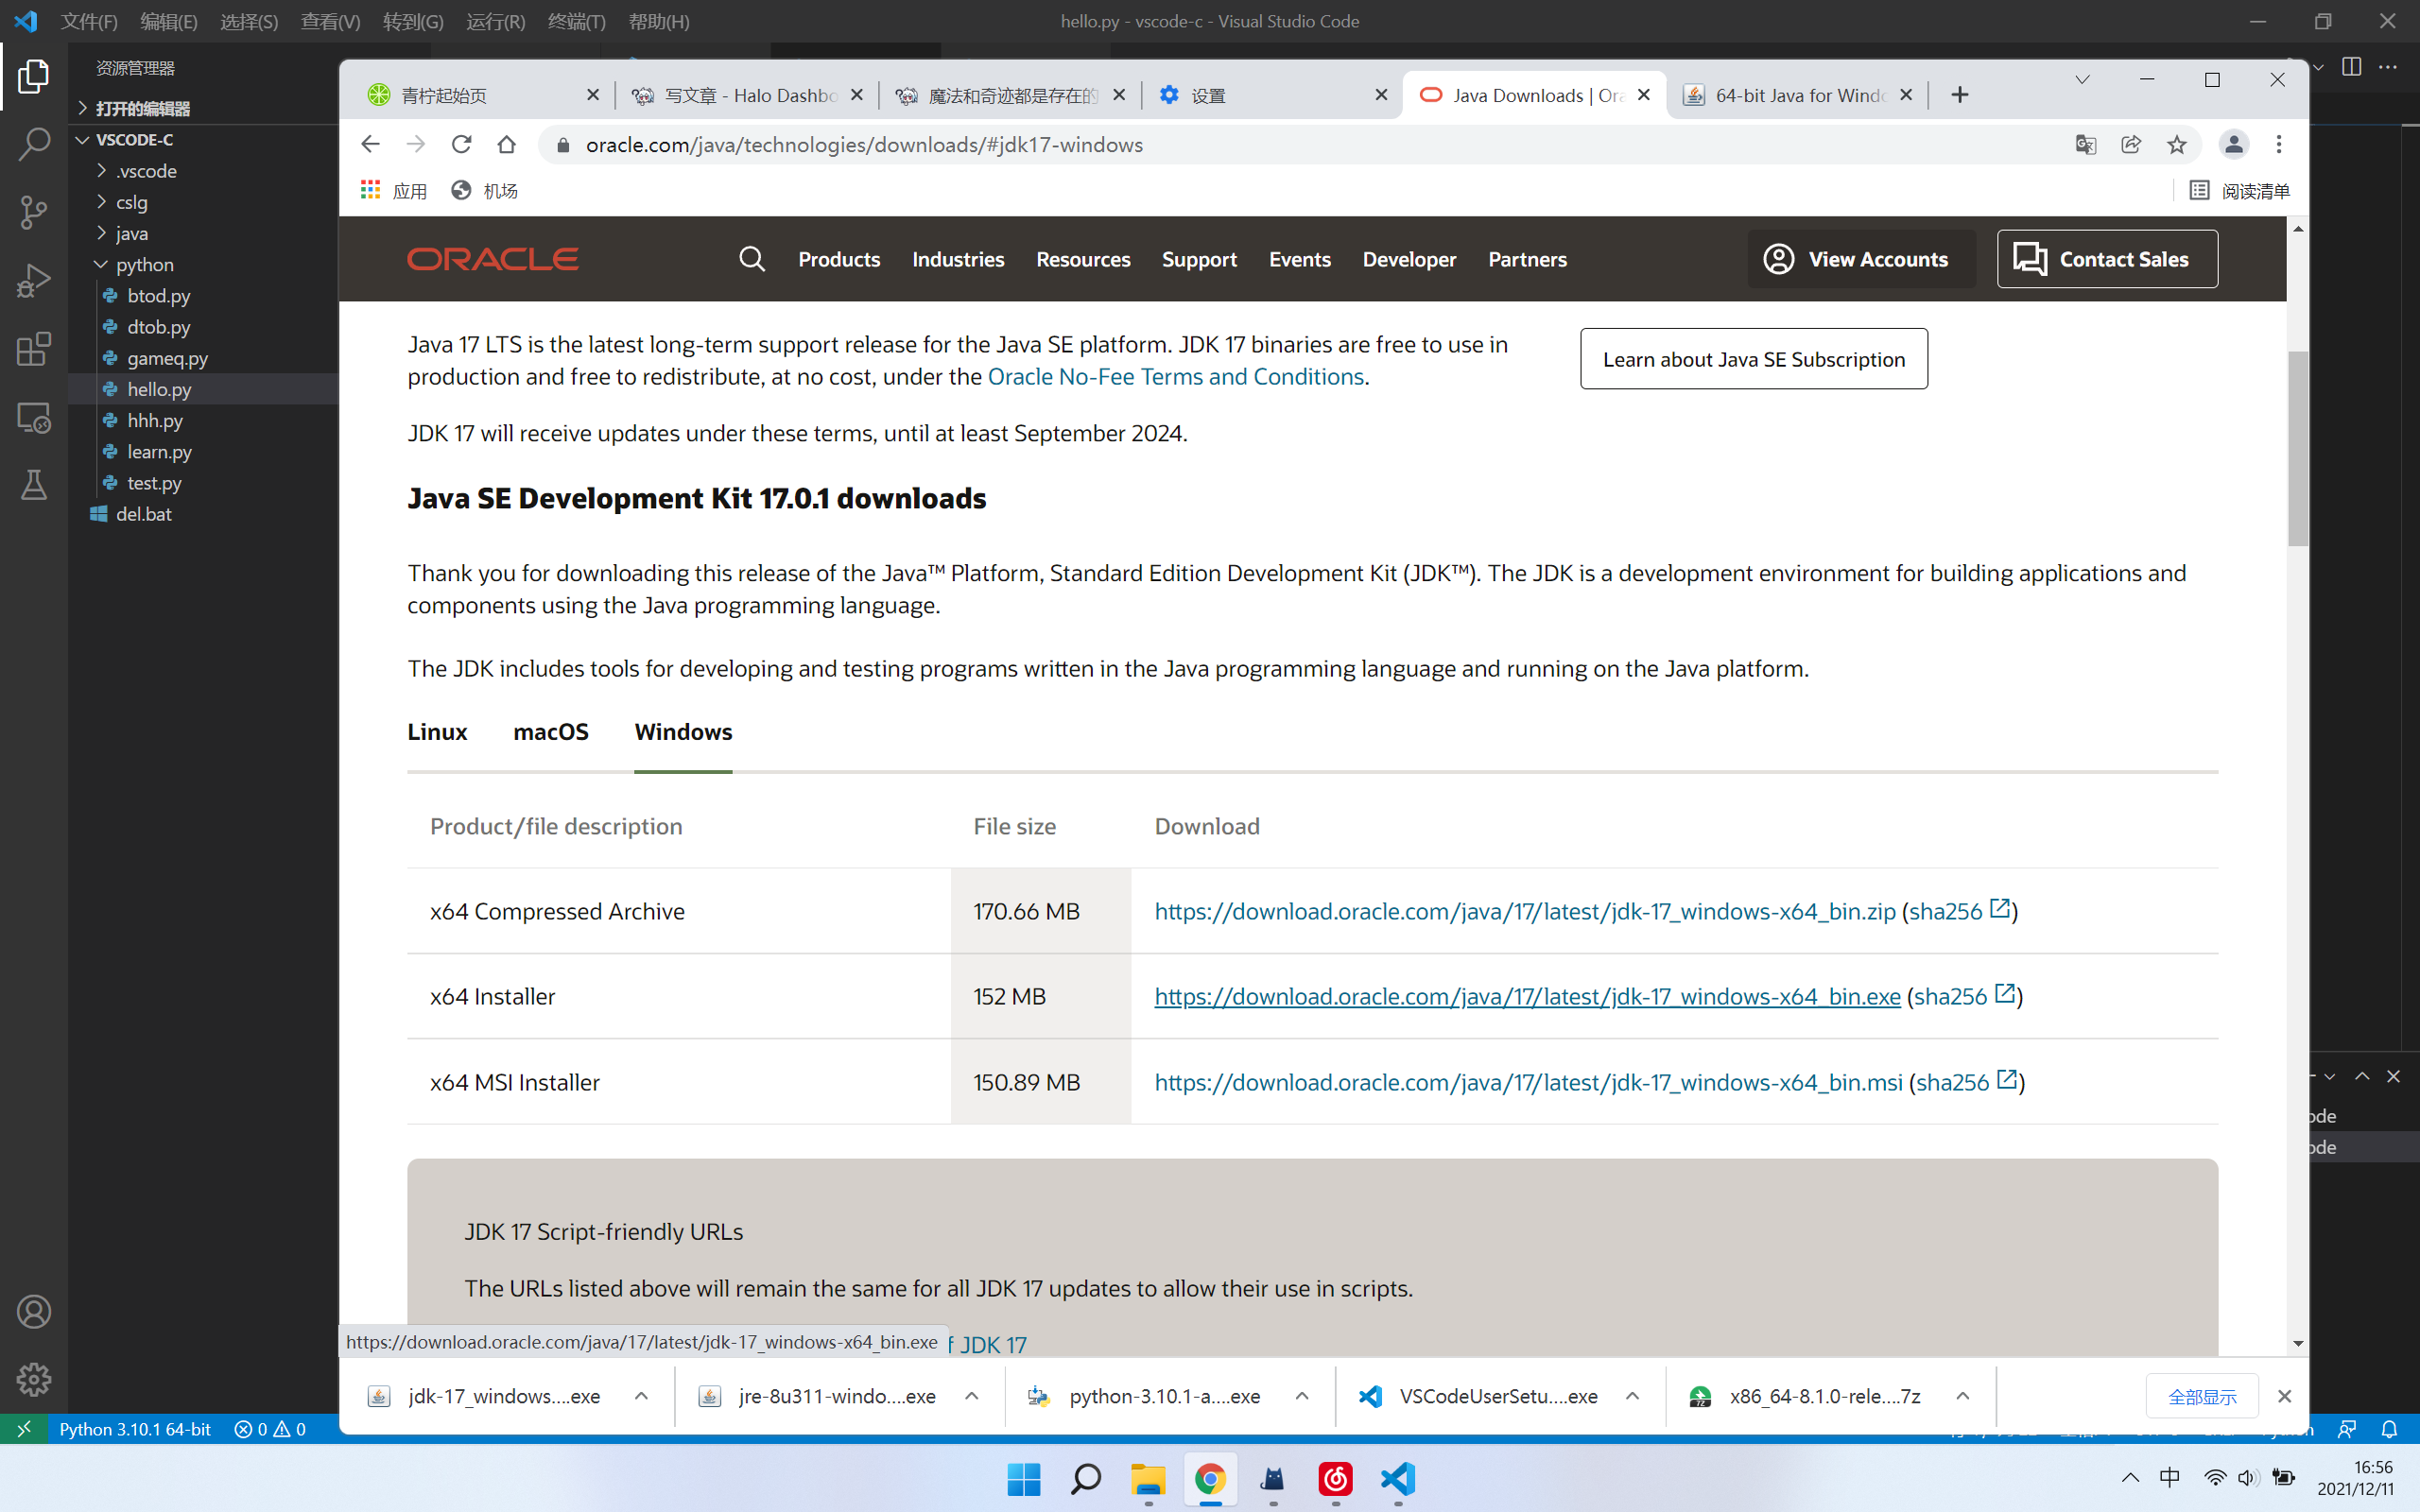 文件(F) 编辑(E) 选择(S) 查看(V) 转到(G) 运行(R) 终端(T) 帮助(H)
hello.py - vscode-c - Visual Studio Code
资源管理器
打开的编辑器
VSCODE-C
.vscode
cslg
java
python
btod.py
dtob.py
gameq.py
hello.py
hhh.py
learn.py
test.py
del.bat
青柠起始页
写文章 - Halo Dashbo
魔法和奇迹都是存在的
设置
Java Downloads | Ora
64-bit Java for Windo
oracle.com/java/technologies/downloads/#jdk17-windows
应用
机场
阅读清单
ORACLE
Products Industries Resources Support Events Developer Partners
View Accounts
Contact Sales
Java 17 LTS is the latest long-term support release for the Java SE platform. JDK 17 binaries are free to use in
production and free to redistribute, at no cost, under the Oracle No-Fee Terms and Conditions.
Learn about Java SE Subscription
JDK 17 will receive updates under these terms, until at least September 2024.
Java SE Development Kit 17.0.1 downloads
Thank you for downloading this release of the Java™ Platform, Standard Edition Development Kit (JDK™). The JDK is a development environment for building applications and
components using the Java programming language.
The JDK includes tools for developing and testing programs written in the Java programming language and running on the Java platform.
Linux macOS Windows
Product/file description File size Download
x64 Compressed Archive 170.66 MB https://download.oracle.com/java/17/latest/jdk-17_windows-x64_bin.zip (sha256)
x64 Installer 152 MB https://download.oracle.com/java/17/latest/jdk-17_windows-x64_bin.exe (sha256)
x64 MSI Installer 150.89 MB https://download.oracle.com/java/17/latest/jdk-17_windows-x64_bin.msi (sha256)
ode
ode
JDK 17 Script-friendly URLs
The URLs listed above will remain the same for all JDK 17 updates to allow their use in scripts.
https://download.oracle.com/java/17/latest/jdk-17_windows-x64_bin.exe
f JDK 17
jdk-17_windows....exe
jre-8u311-windo....exe
python-3.10.1-a....exe
VSCodeUserSetu....exe
x86_64-8.1.0-rele....7z
全部显示
Python 3.10.1 64-bit 0 0
中
16:56
2021/12/11